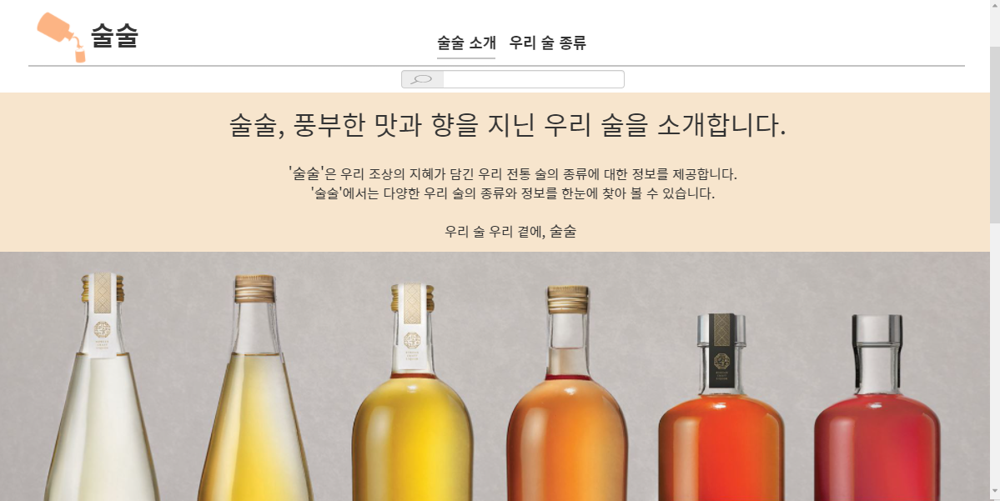 술술
술술 소개 우리 술 종류
술술, 풍부한 맛과 향을 지닌 우리 술을 소개합니다.
'술술'은 우리 조상의 지혜가 담긴 우리 전통 술의 종류에 대한 정보를 제공합니다.
'술술'에서는 다양한 우리 술의 종류와 정보를 한눈에 찾아 볼 수 있습니다.
우리 술 우리 곁에, 술술